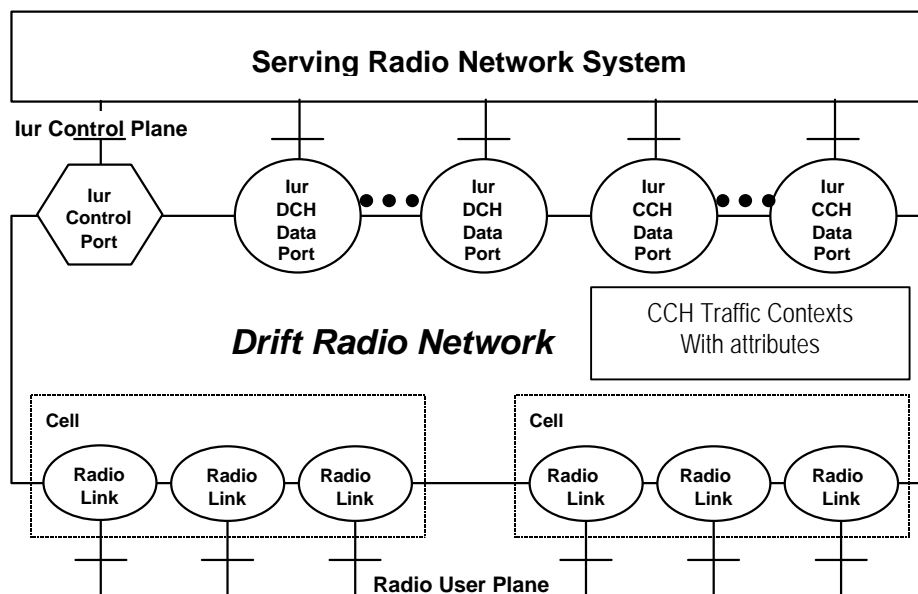 Serving Radio Network System
Iur Control Plane
Iur
Control
Port
Iur
DCH
Data
Port
Iur
DCH
Data
Port
Iur
CCH
Data
Port
Iur
CCH
Data
Port
Drift Radio Network
CCH Traffic Contexts
With attributes
Cell
Radio
Link
Radio
Link
Radio
Link
Cell
Radio
Link
Radio
Link
Radio
Link
Radio User Plane